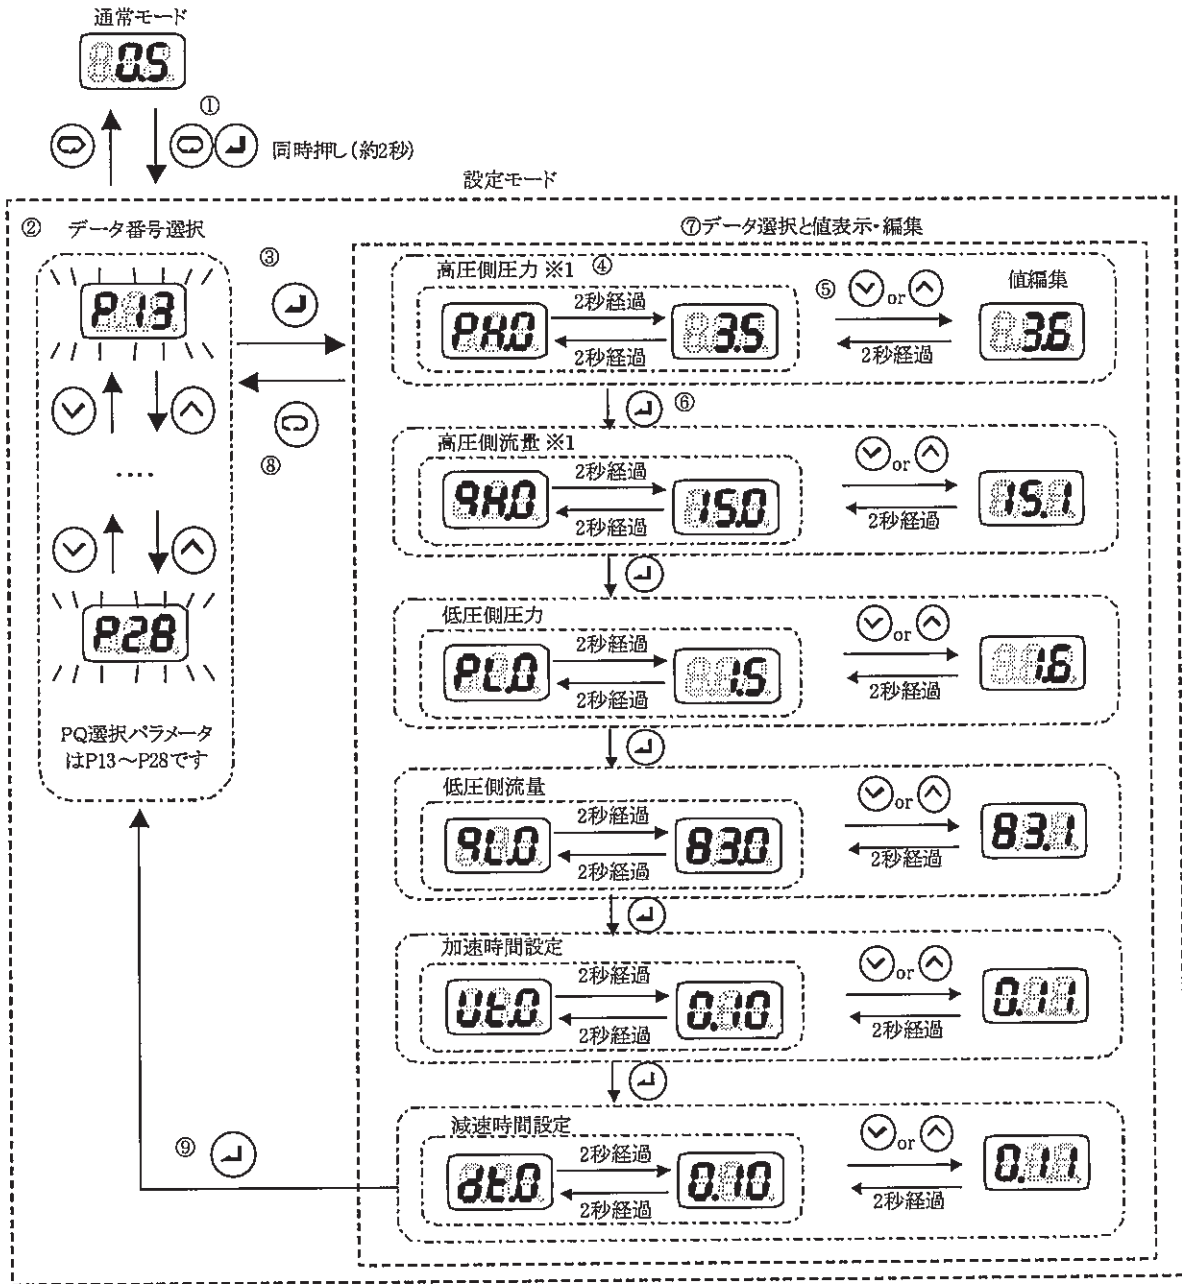 通常モード
0.5
①
同時押し(約2秒)
設定モード
② データ番号選択
P13
‥‥
P28
PQ選択パラメータ
はP13～P28です
③
⑧
⑦データ選択と値表示・編集
高圧側圧力 ※1 ④
PH.0
2秒経過
2秒経過
3.5
⑤
or
2秒経過
値編集
3.6
⑥
高圧側流量 ※1
qH.0
2秒経過
2秒経過
15.0
or
2秒経過
15.1
低圧側圧力
PL.0
2秒経過
2秒経過
1.5
or
2秒経過
1.6
低圧側流量
qL.0
2秒経過
2秒経過
83.0
or
2秒経過
83.1
加速時間設定
Ut.0
2秒経過
2秒経過
0.10
or
2秒経過
0.11
減速時間設定
dt.0
2秒経過
2秒経過
0.10
or
2秒経過
0.11
⑨